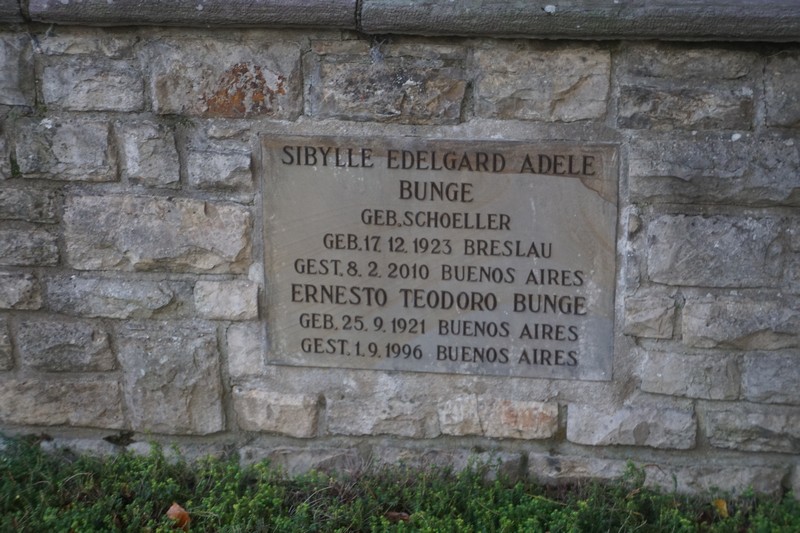 SIBYLLE EDELGARD ADELE
BUNGE
GEB. SCHOELLER
GEB. 17. 12. 1923 BRESLAU
GEST. 8. 2. 2010 BUENOS AIRES
ERNESTO TEODORO BUNGE
GEB. 25. 9. 1921 BUENOS AIRES
GEST. 1. 9. 1996 BUENOS AIRES